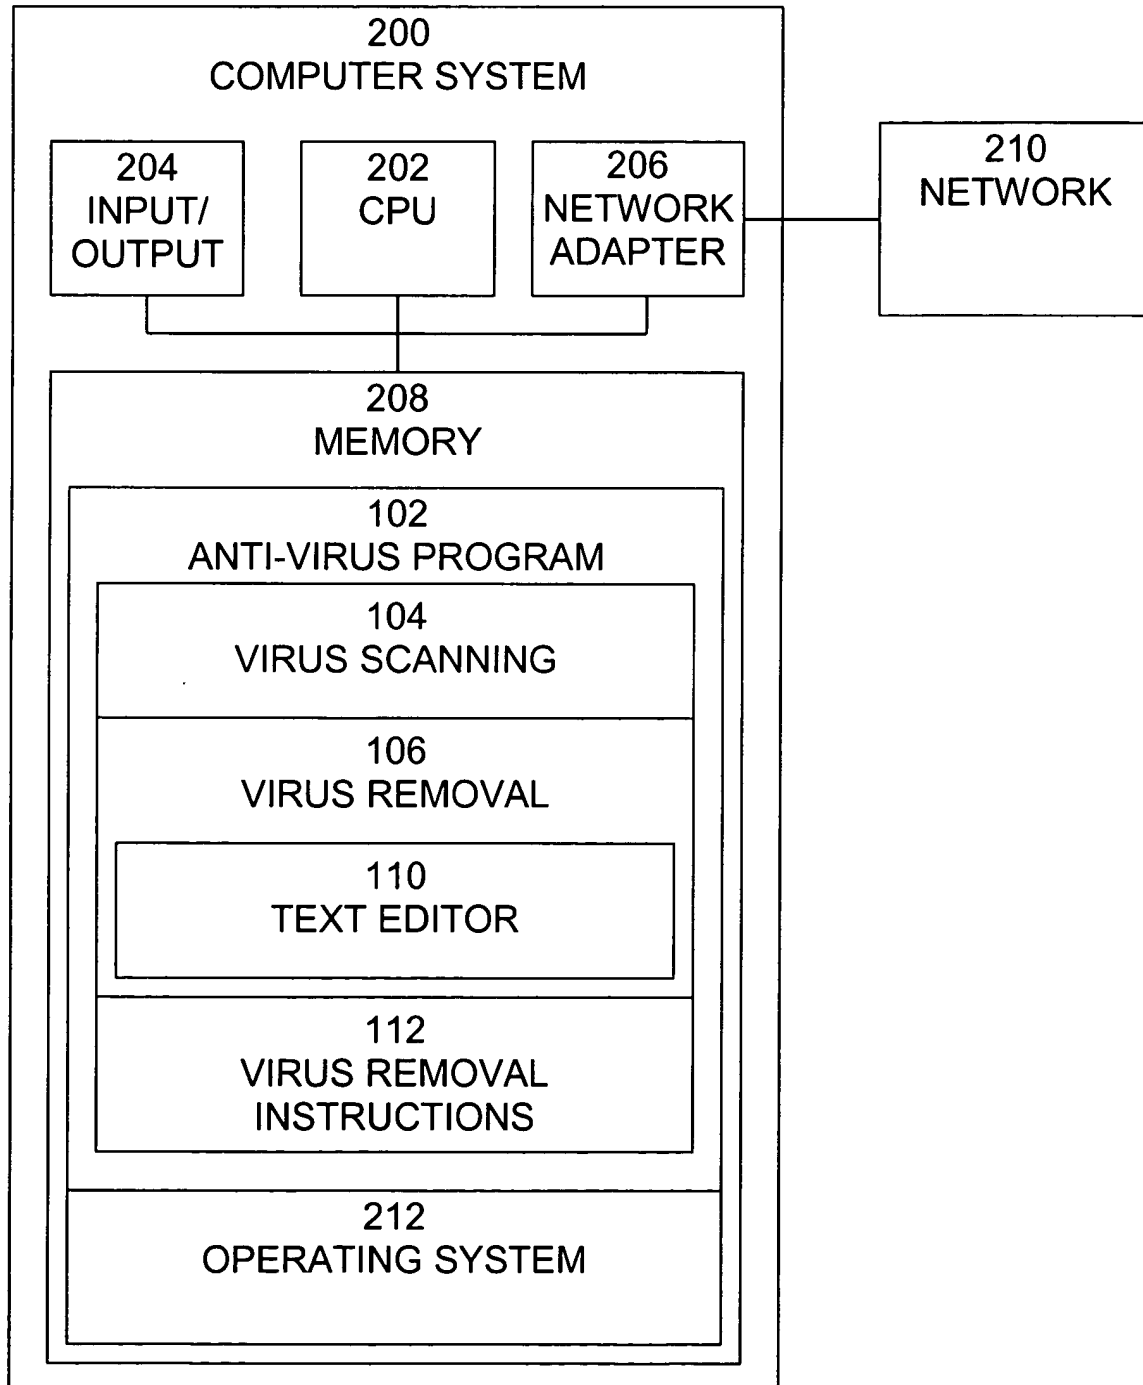 200
COMPUTER SYSTEM
204
INPUT/
OUTPUT
202
CPU
206
NETWORK
ADAPTER
210
NETWORK
208
MEMORY
102
ANTI-VIRUS PROGRAM
104
VIRUS SCANNING
106
VIRUS REMOVAL
110
TEXT EDITOR
112
VIRUS REMOVAL
INSTRUCTIONS
212
OPERATING SYSTEM